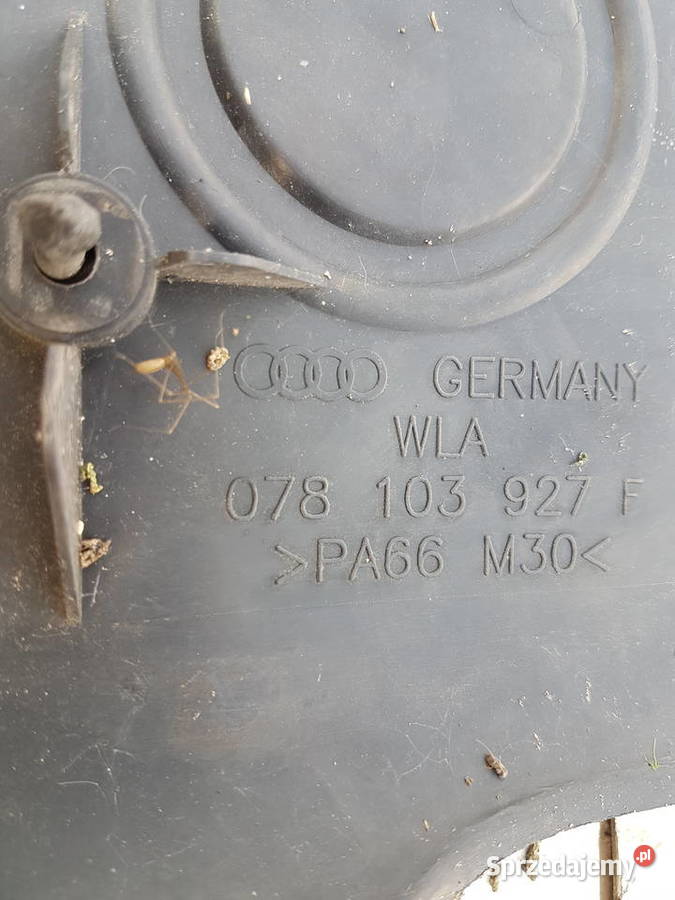 GERMANY
WLA
078 103 927 F
>PA66 M30<
Sprzedajemy.pl